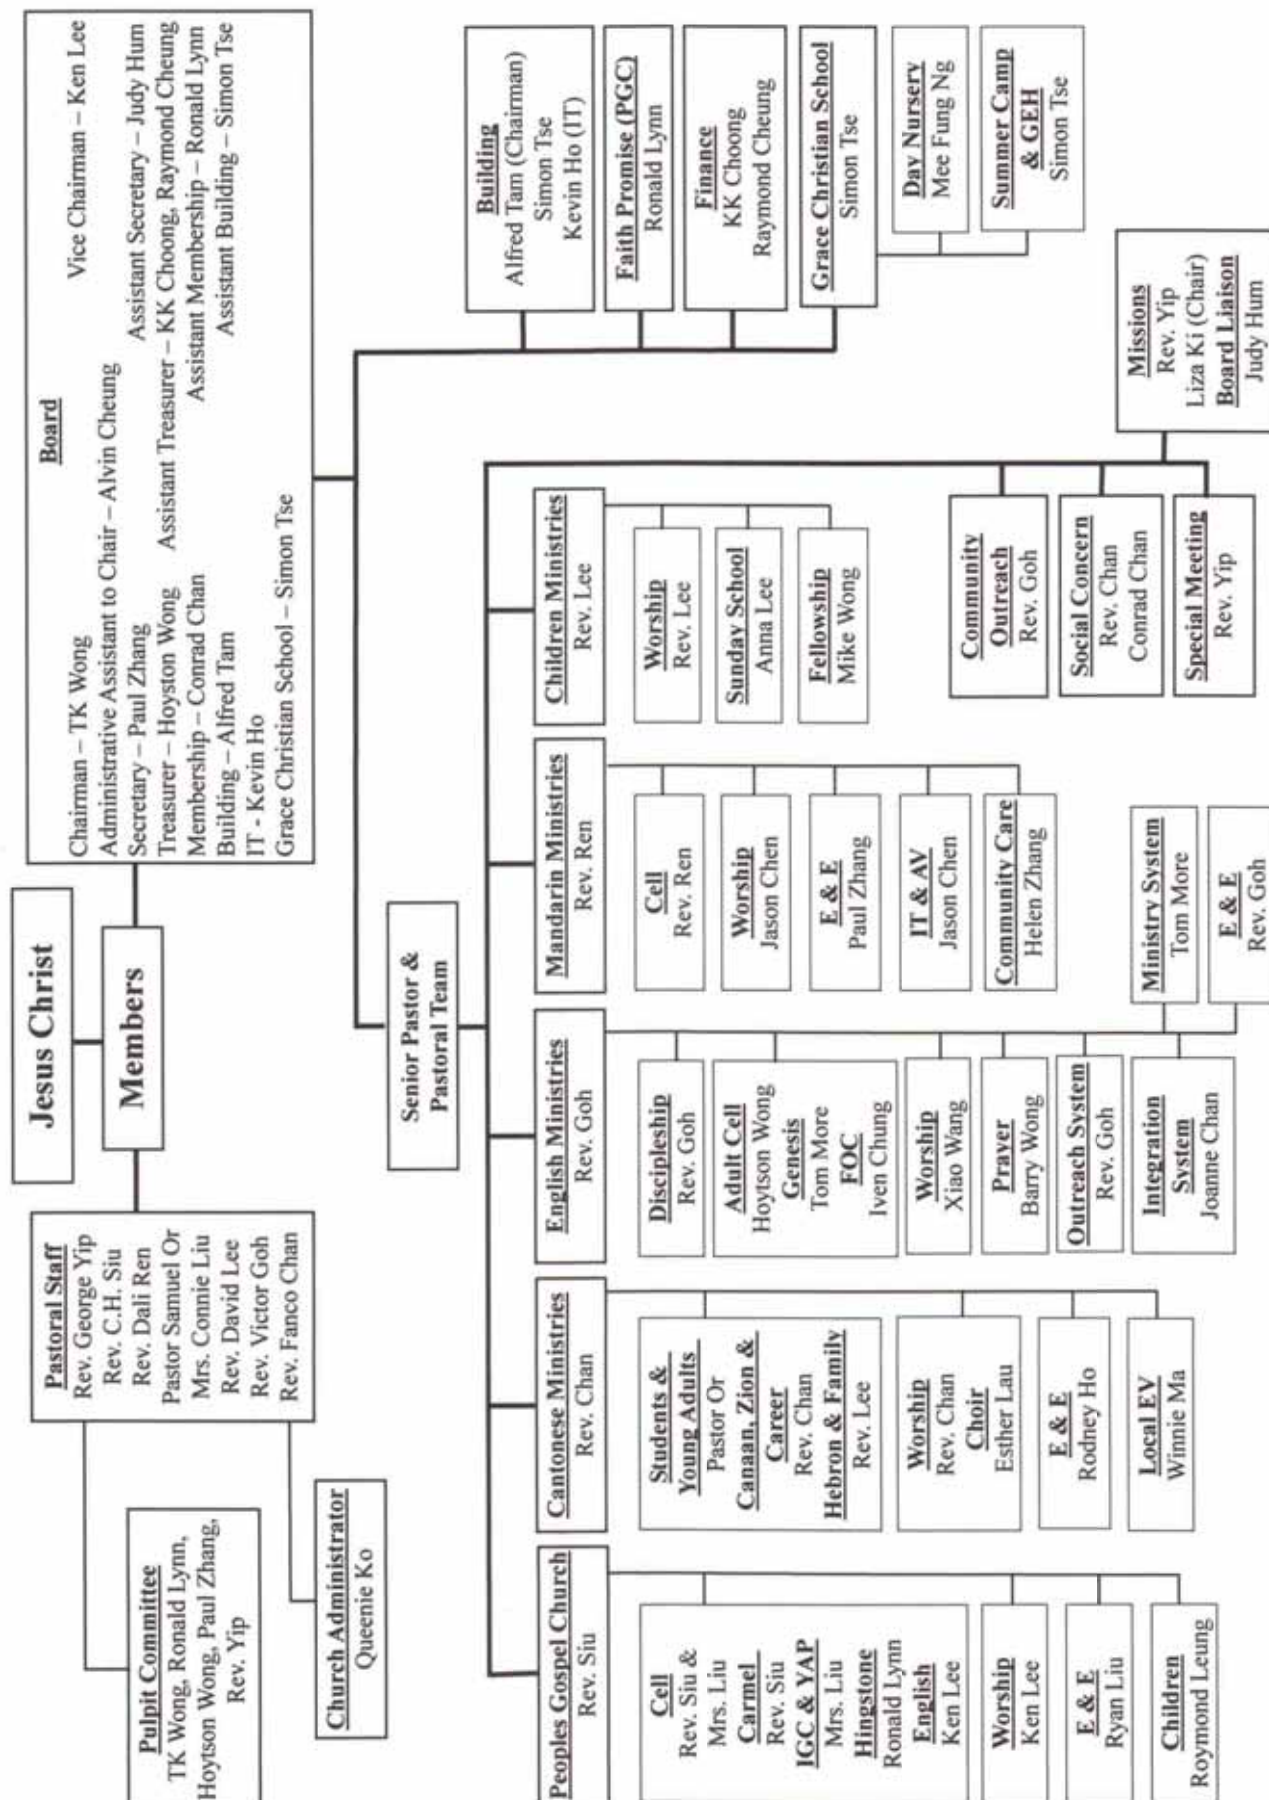 Jesus Christ
Members
Board
Chairman – TK Wong Vice Chairman – Ken Lee
Administrative Assistant to Chair – Alvin Cheung
Secretary – Paul Zhang Assistant Secretary – Judy Hum
Treasurer – Hoyston Wong Assistant Treasurer – KK Choong, Raymond Cheung
Membership – Conrad Chan Assistant Membership – Ronald Lynn
Building – Alfred Tam Assistant Building – Simon Tse
IT - Kevin Ho
Grace Christian School – Simon Tse
Pastoral Staff
Rev. George Yip
Rev. C.H. Siu
Rev. Dali Ren
Pastor Samuel Or
Mrs. Connie Liu
Rev. David Lee
Rev. Victor Goh
Rev. Fanco Chan
Pulpit Committee
TK Wong, Ronald Lynn,
Hoytson Wong, Paul Zhang,
Rev. Yip
Church Administrator
Queenie Ko
Senior Pastor &
Pastoral Team
Peoples Gospel Church
Rev. Siu
Cell
Rev. Siu &
Mrs. Liu
Carmel
Rev. Siu
IGC & YAP
Mrs. Liu
Hingstone
Ronald Lynn
English
Ken Lee
Worship
Ken Lee
E & E
Ryan Liu
Children
Roymond Leung
Cantonese Ministries
Rev. Chan
Students &
Young Adults
Pastor Or
Canaan, Zion &
Career
Rev. Chan
Hebron & Family
Rev. Lee
Worship
Rev. Chan
Choir
Esther Lau
E & E
Rodney Ho
Local EV
Winnie Ma
English Ministries
Rev. Goh
Discipleship
Rev. Goh
Adult Cell
Hoytson Wong
Genesis
Tom More
FOC
Iven Chung
Worship
Xiao Wang
Prayer
Barry Wong
Outreach System
Rev. Goh
Integration
System
Joanne Chan
Ministry System
Tom More
E & E
Rev. Goh
Mandarin Ministries
Rev. Ren
Cell
Rev. Ren
Worship
Jason Chen
E & E
Paul Zhang
IT & AV
Jason Chen
Community Care
Helen Zhang
Children Ministries
Rev. Lee
Worship
Rev. Lee
Sunday School
Anna Lee
Fellowship
Mike Wong
Community
Outreach
Rev. Goh
Social Concern
Rev. Chan
Conrad Chan
Special Meeting
Rev. Yip
Missions
Rev. Yip
Liza Ki (Chair)
Board Liaison
Judy Hum
Building
Alfred Tam (Chairman)
Simon Tse
Kevin Ho (IT)
Faith Promise (PGC)
Ronald Lynn
Finance
KK Choong
Raymond Cheung
Grace Christian School
Simon Tse
Day Nursery
Mee Fung Ng
Summer Camp
& GEH
Simon Tse